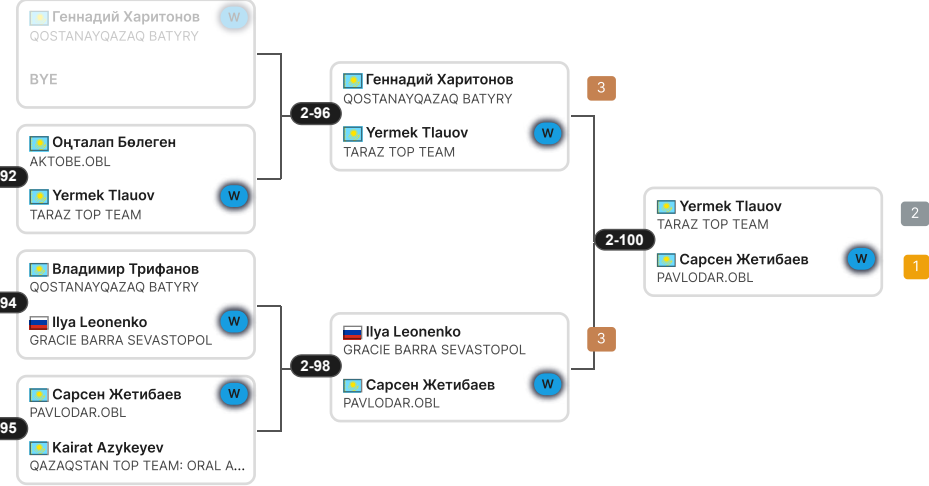 Геннадий Харитонов W
QOSTANAYQAZAQ BATYRY
BYE
92
Оңталап Бөлеген
AKTOBE.OBL
Yermek Tlauov W
TARAZ TOP TEAM
94
Владимир Трифанов
QOSTANAYQAZAQ BATYRY
Ilya Leonenko W
GRACIE BARRA SEVASTOPOL
95
Сарсен Жетибаев W
PAVLODAR.OBL
Kairat Azykeyev
QAZAQSTAN TOP TEAM: ORAL A...
2-96
Геннадий Харитонов 3
QOSTANAYQAZAQ BATYRY
Yermek Tlauov W
TARAZ TOP TEAM
2-98
Ilya Leonenko 3
GRACIE BARRA SEVASTOPOL
Сарсен Жетибаев W
PAVLODAR.OBL
2-100
Yermek Tlauov 2
TARAZ TOP TEAM
Сарсен Жетибаев W 1
PAVLODAR.OBL